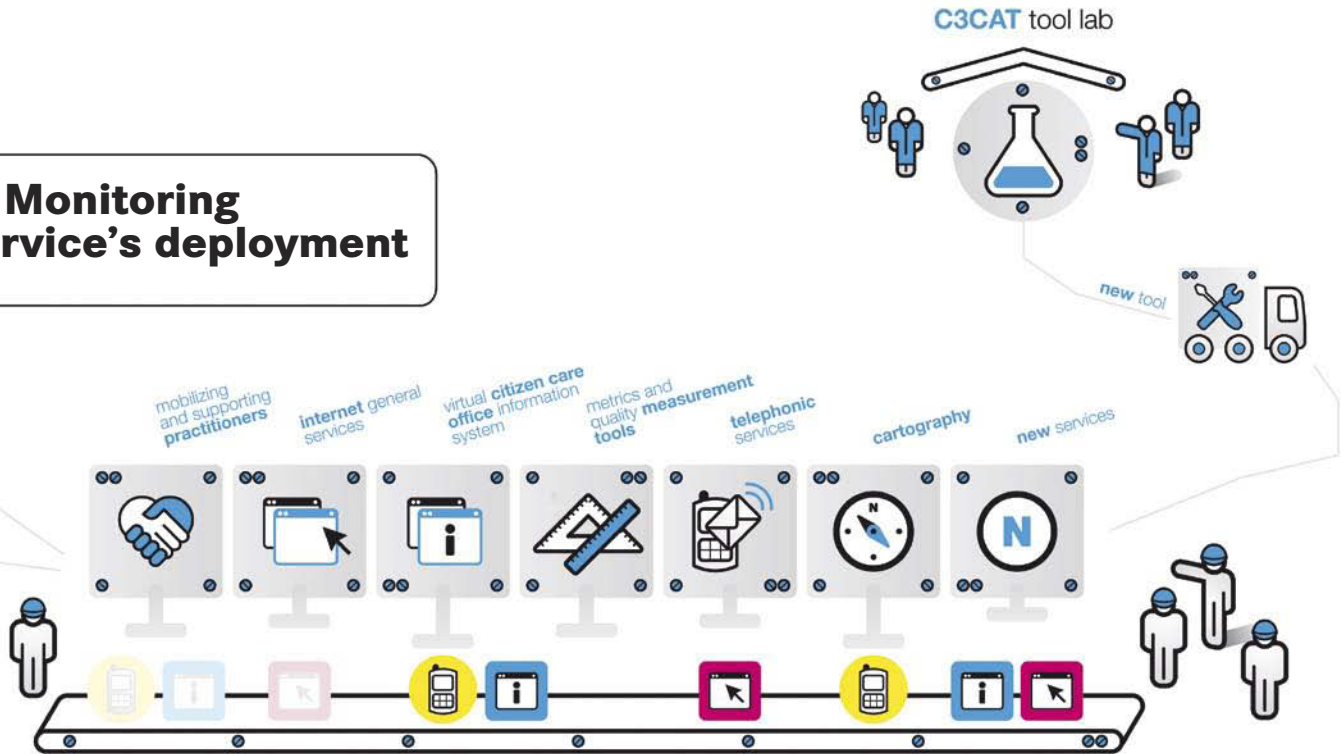 C3CAT tool lab
Monitoring
rvice's deployment
new tool
mobilizing
and supporting
practitioners
internet general
services
virtual citizen care
office information
system
metrics and
quality measurement
tools
telephonic
services
cartography
new services
N
i
N
N
i
i
i